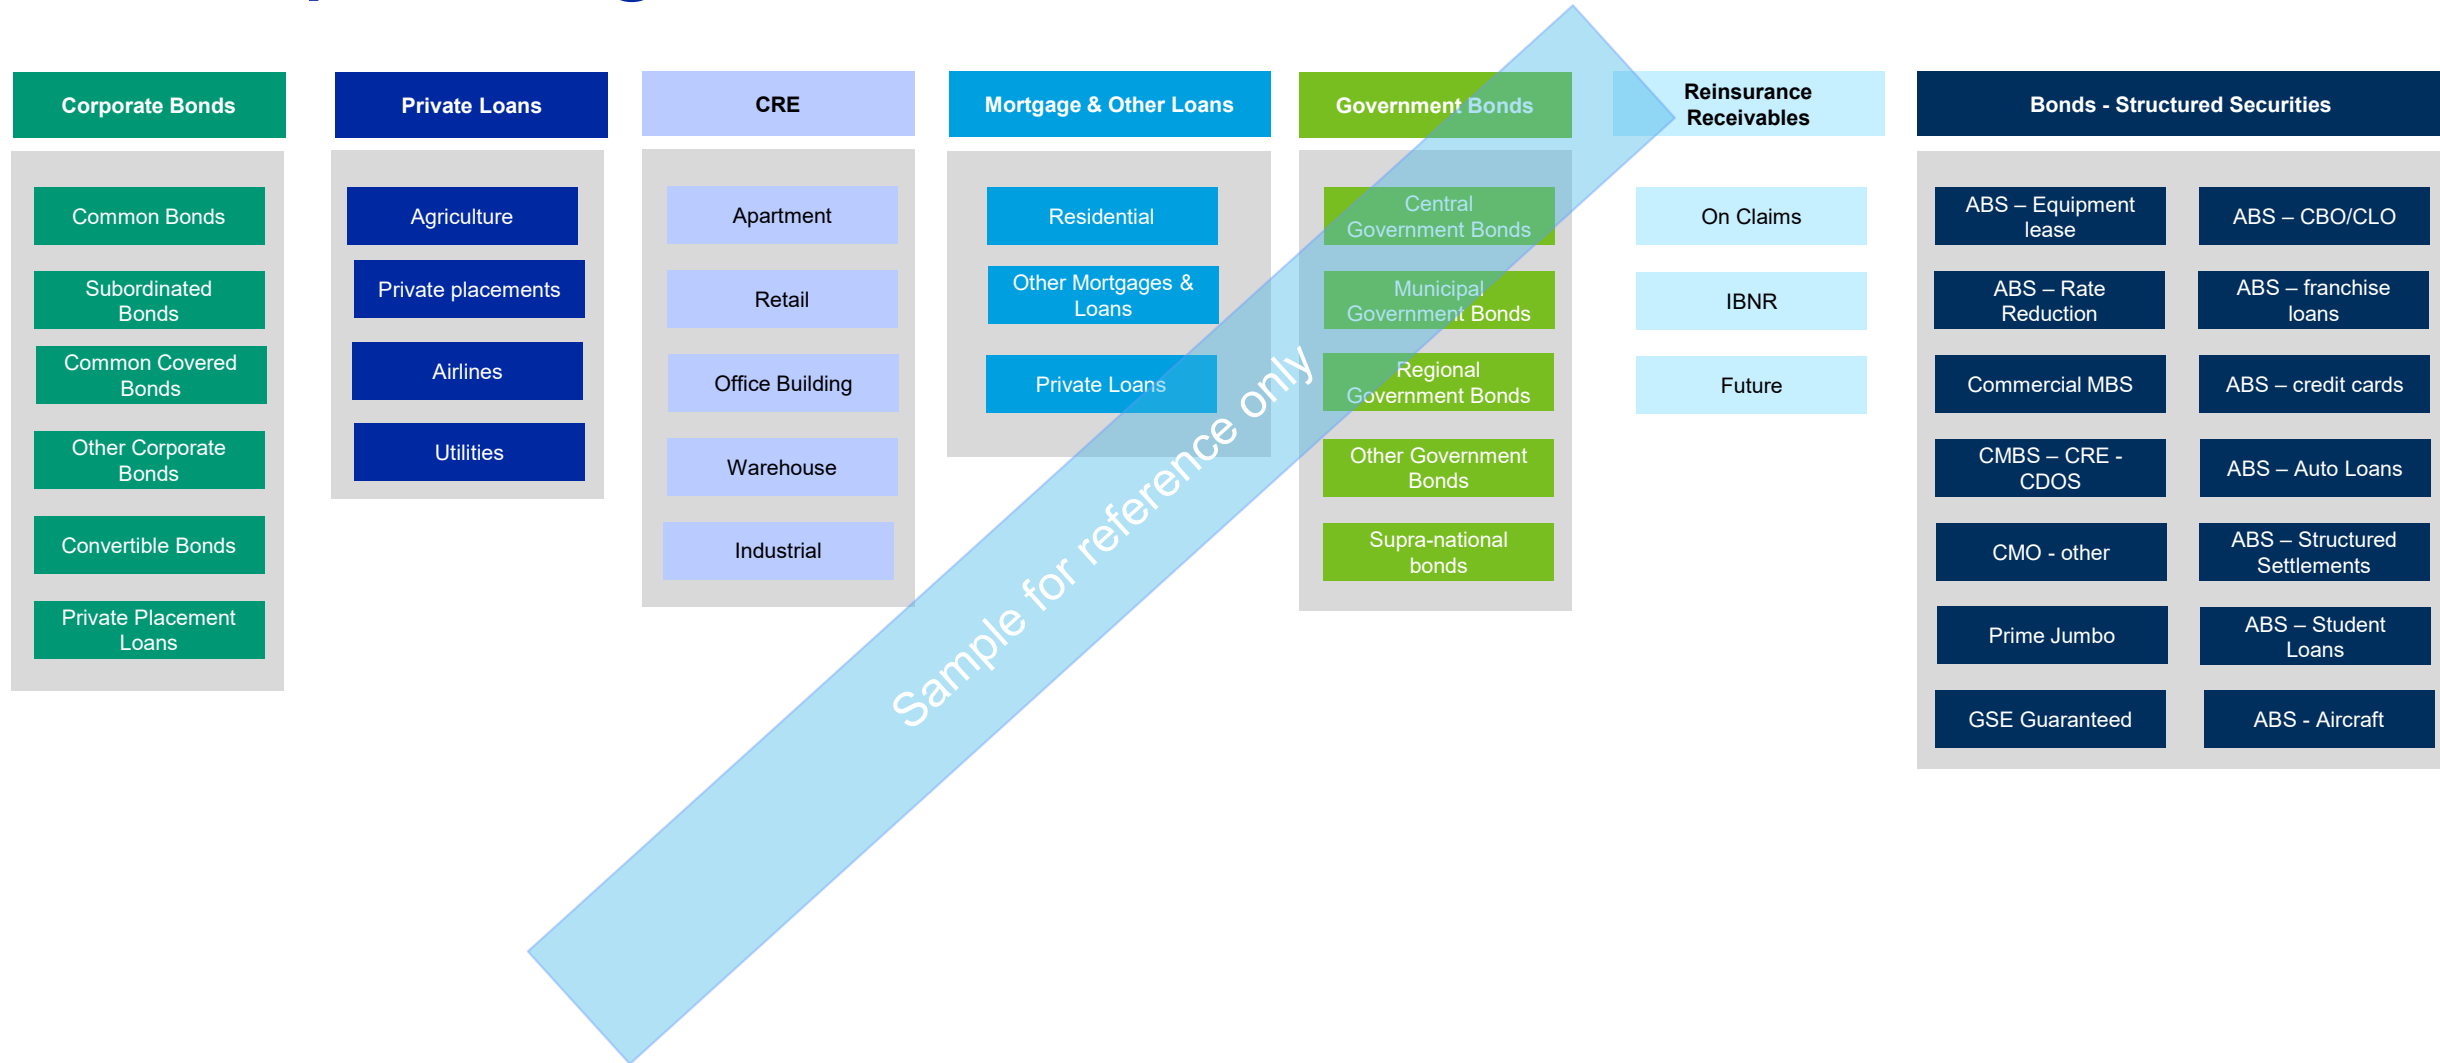 Corporate Bonds
Common Bonds
Subordinated
Bonds
Common Covered
Bonds
Other Corporate
Bonds
Convertible Bonds
Private Placement
Loans
Private Loans
Agriculture
Private placements
Airlines
Utilities
CRE
Apartment
Retail
Office Building
Warehouse
Industrial
Mortgage & Other Loans
Residential
Other Mortgages &
Loans
Private Loans
Government Bonds
Central
Government Bonds
Municipal
Government Bonds
Regional
Government Bonds
Other Government
Bonds
Supra-national
bonds
Reinsurance
Receivables
On Claims
IBNR
Future
Bonds - Structured Securities
ABS – Equipment
lease
ABS – Rate
Reduction
Commercial MBS
CMBS – CRE -
CDOS
CMO - other
Prime Jumbo
GSE Guaranteed
ABS – CBO/CLO
ABS – franchise
loans
ABS – credit cards
ABS – Auto Loans
ABS – Structured
Settlements
ABS – Student
Loans
ABS - Aircraft
Sample for reference only